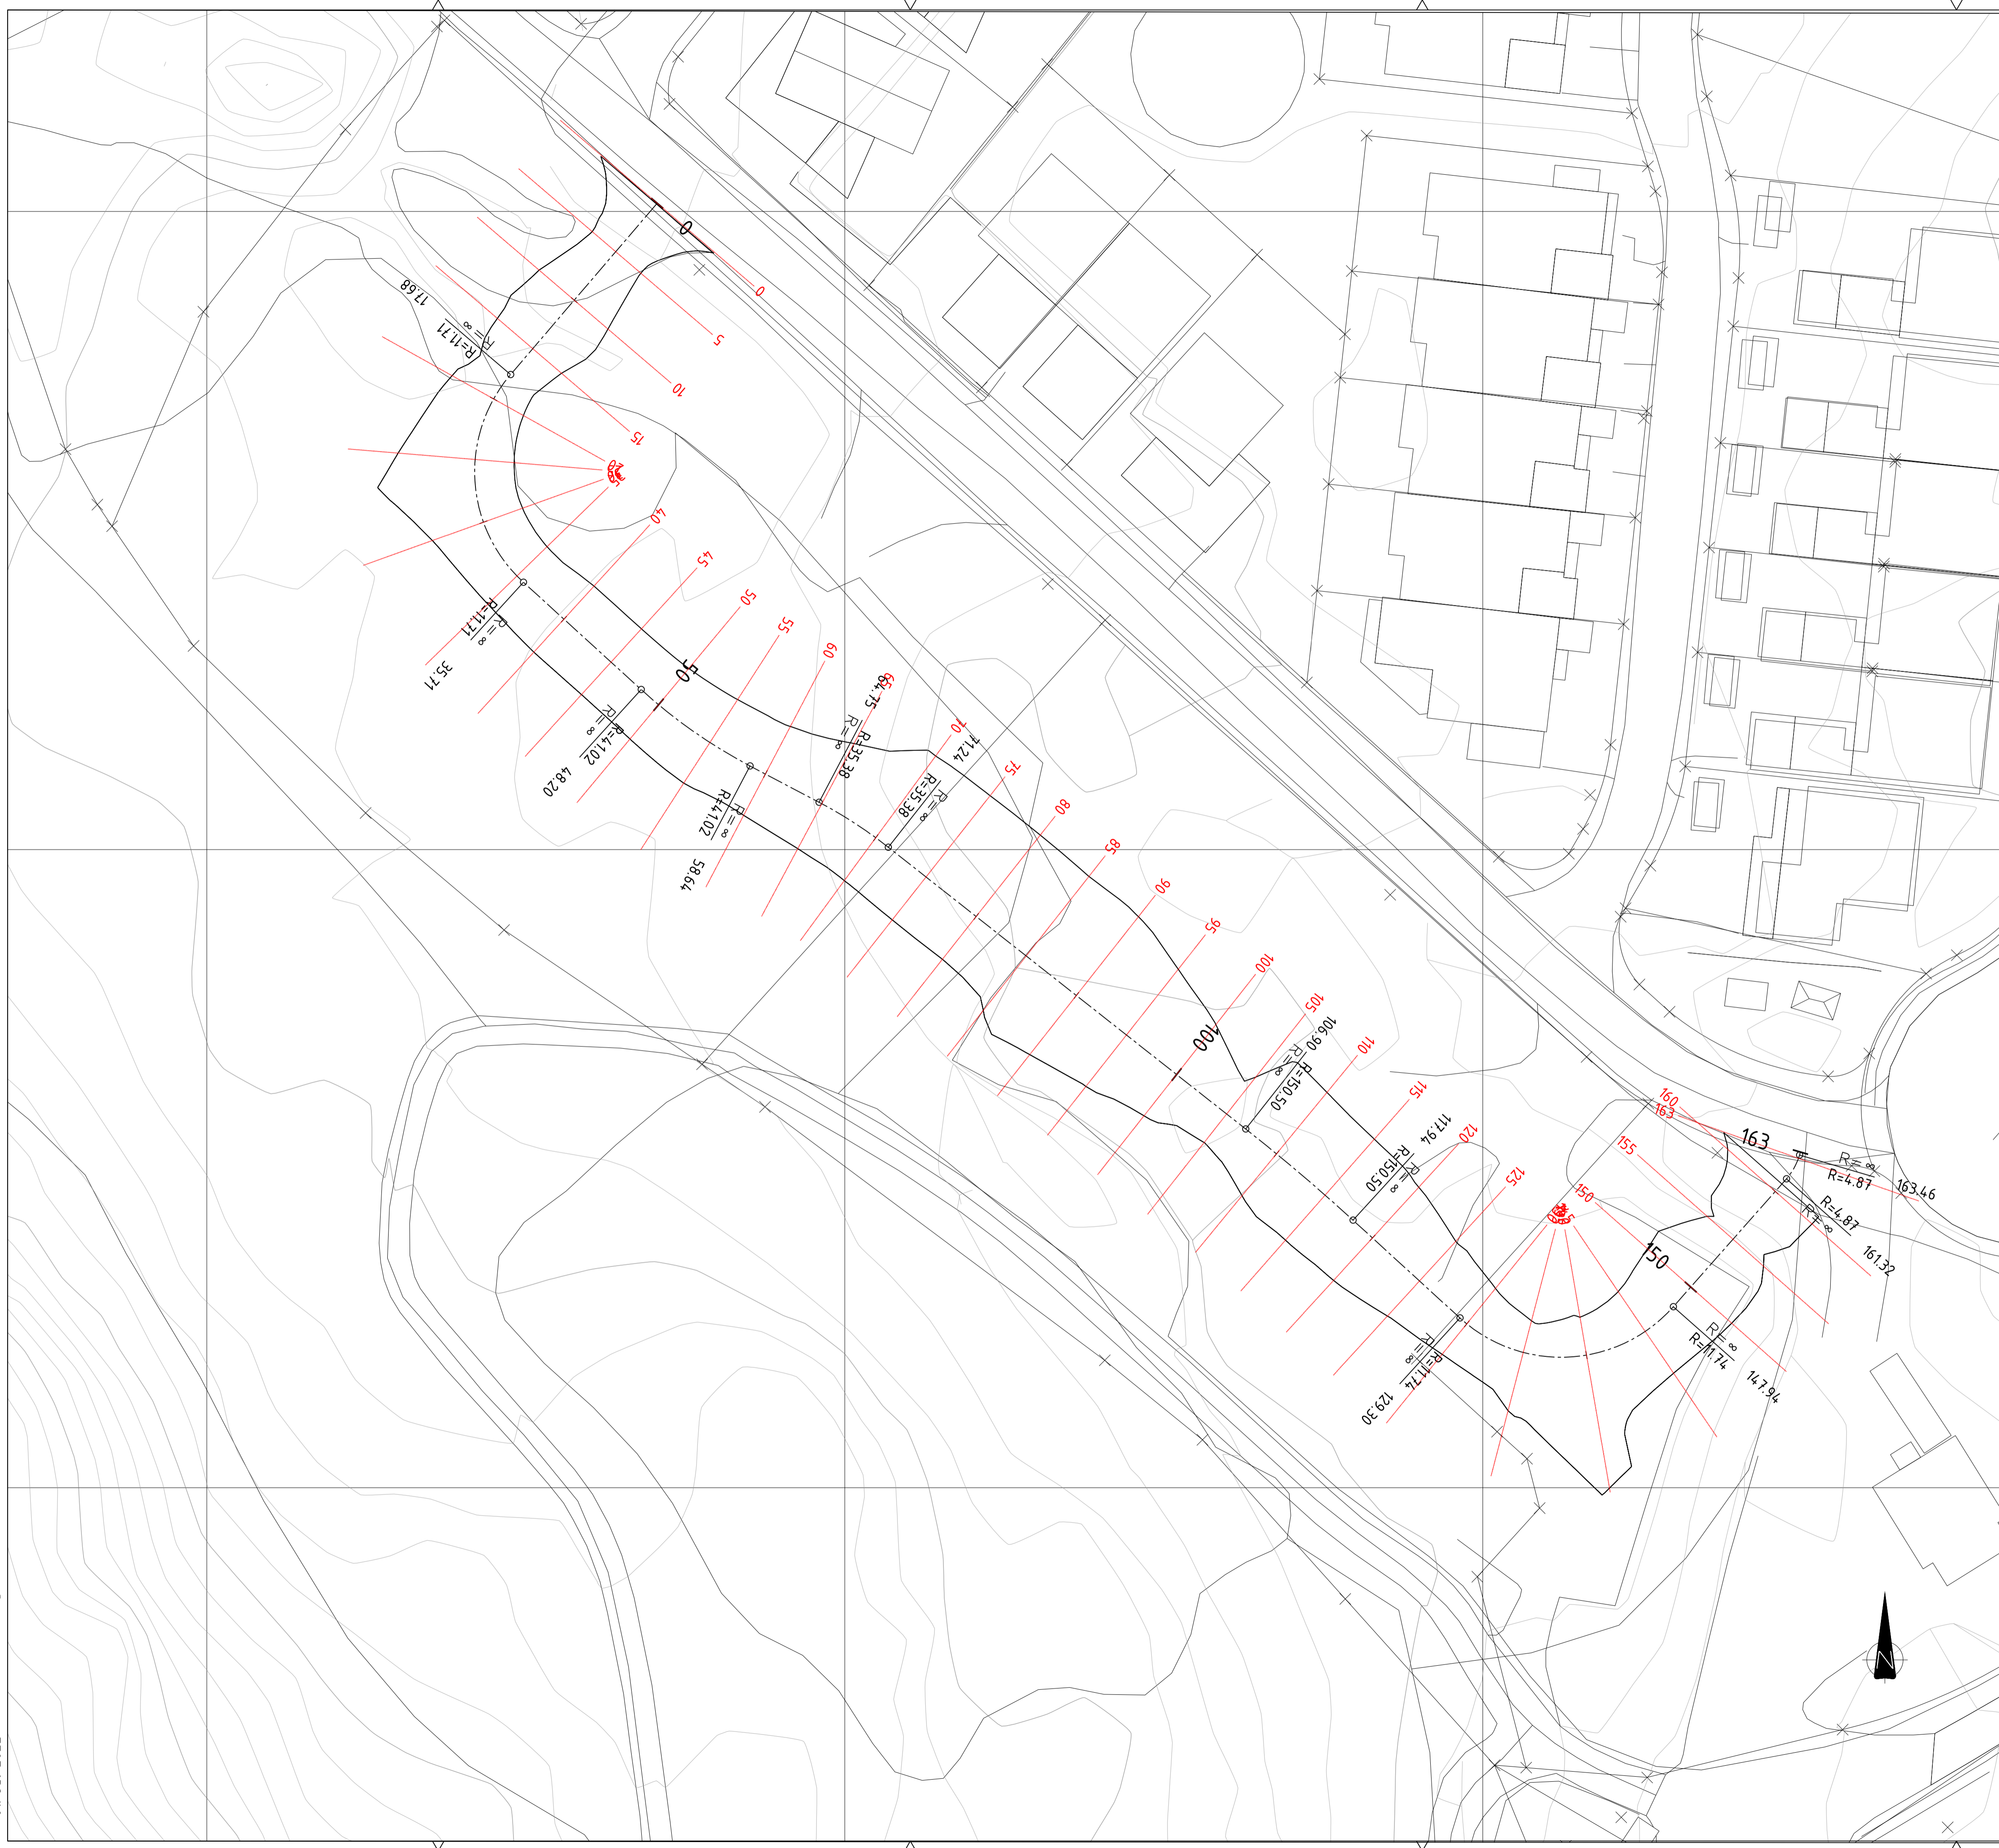 0
0
5
10
15
17.68
R=11.71
R = ∞
35
40
45
50
55
60
65
70
75
80
85
90
95
100
105
110
115
120
125
35.71
R=11.71
R = ∞
50
48.20
R = ∞
R=41.02
58.64
R=41.02
R = ∞
64.75
R = ∞
R=35.38
71.24
R=35.38
R = ∞
100
106.90
R = ∞
R=150.50
117.94
R=150.50
R = ∞
129.30
R = ∞
R=11.74
150
150
155
160
163
163
R = ∞
R=11.74
147.94
R=4.87
R = ∞
161.32
R = ∞
R=4.87
163.46
N